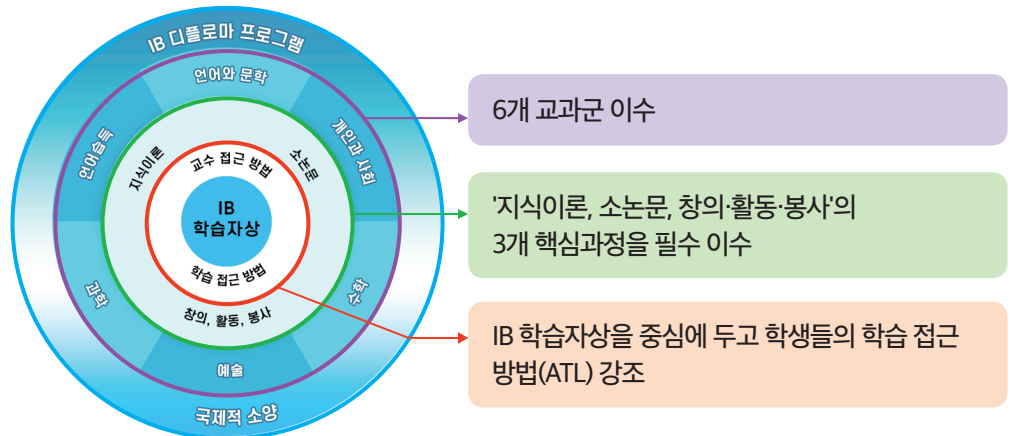 IB 디플로마 프로그램
언어와 문학
언어습득
개인과 사회
지식이론
소논문
교수 접근 방법
IB
학습자상
학습 접근 방법
창의, 활동, 봉사
과학
수학
예술
국제적 소양
6개 교과군 이수
'지식이론, 소논문, 창의·활동·봉사'의
3개 핵심과정을 필수 이수
IB 학습자상을 중심에 두고 학생들의 학습 접근
방법(ATL) 강조